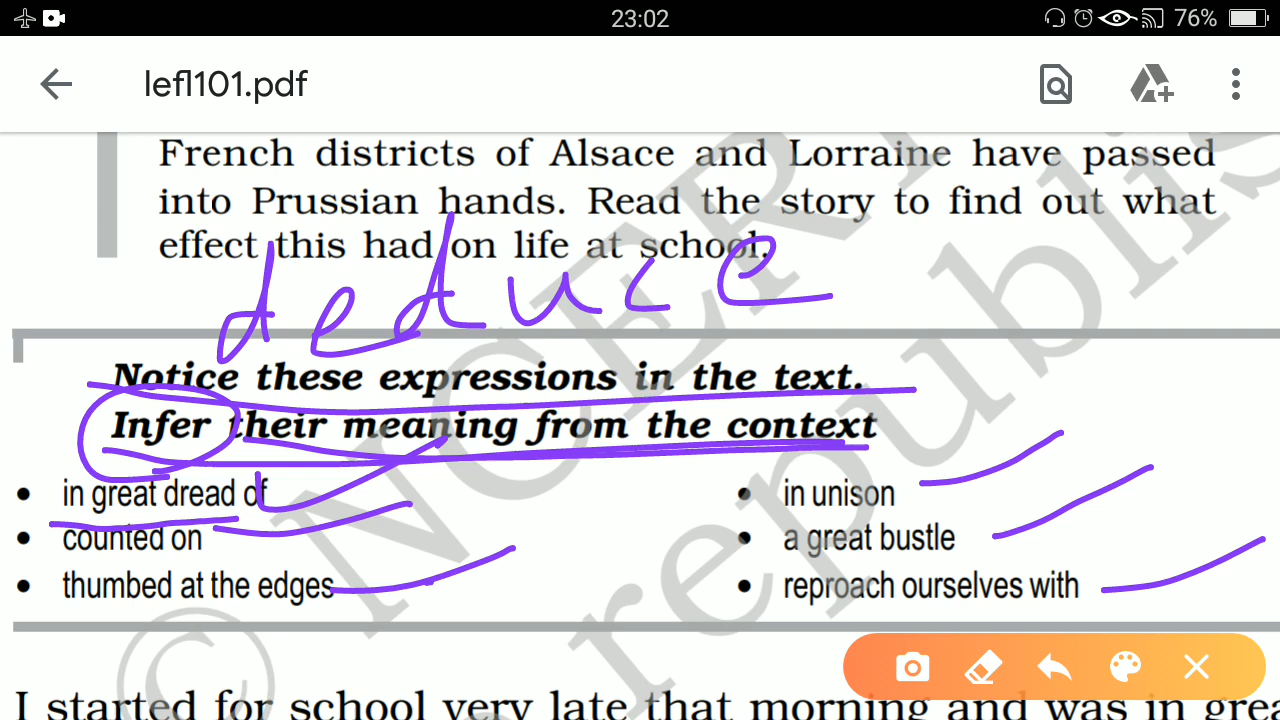 23:02
76%
lefl101.pdf
French districts of Alsace and Lorraine have passed
into Prussian hands. Read the story to find out what
effect this had on life at school.
deduce
Notice these expressions in the text.
Infer their meaning from the context
• in great dread of
• counted on
• thumbed at the edges
• in unison
• a great bustle
• reproach ourselves with
© NCERT
republis
I started for school very late that morning and was in grea